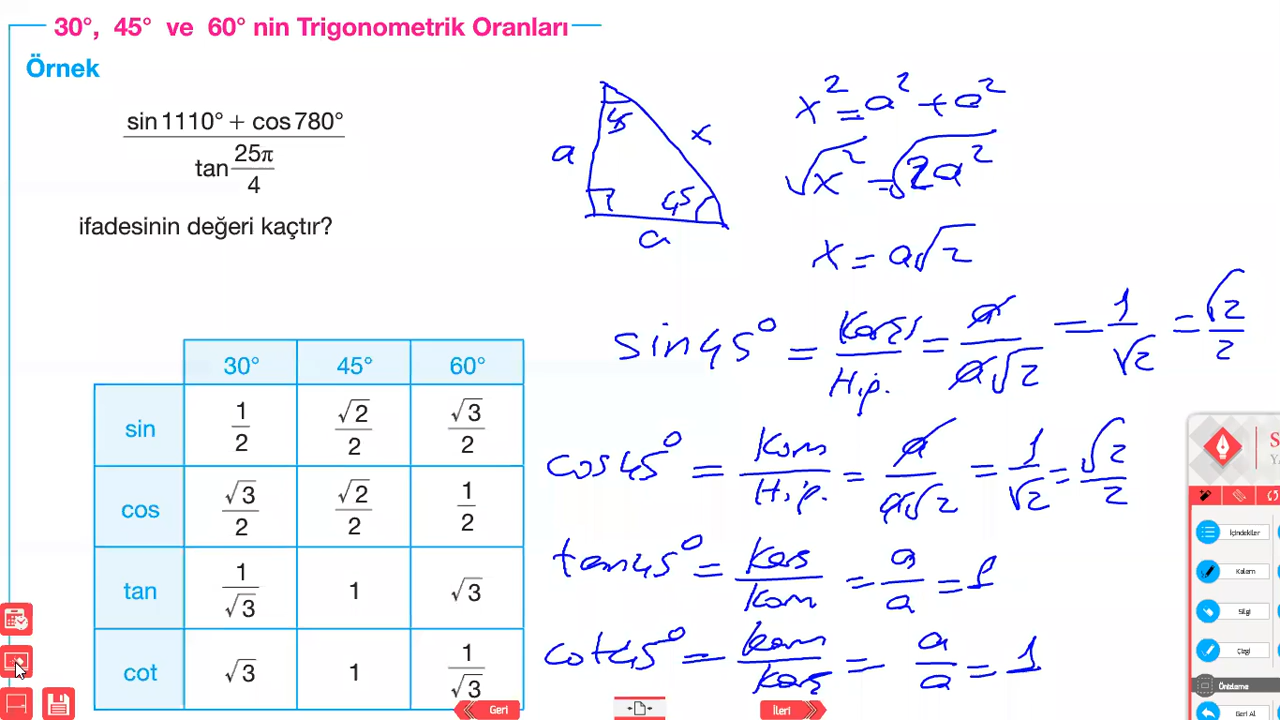 30°, 45° ve 60° nin Trigonometrik Oranları
Örnek
sin 1110° + cos 780°
tan 25π/4
ifadesinin değeri kaçtır?
45
a
x
45
a
x² = a² + a²
√x² = √2a²
x = a√2
sin45° = Karşı/Hip. = a/a√2 = 1/√2 = √2/2
cos45° = Kom/Hip. = a/a√2 = 1/√2 = √2/2
tan45° = Karş/Kom = a/a = 1
cot45° = Kom/Karş = a/a = 1
30° 45° 60°
sin 1/2 √2/2 √3/2
cos √3/2 √2/2 1/2
tan 1/√3 1 √3
cot √3 1 1/√3
İçindekiler
Kalem
Silgi
Çizgi
Önizleme
Geri Al
Geri
İleri